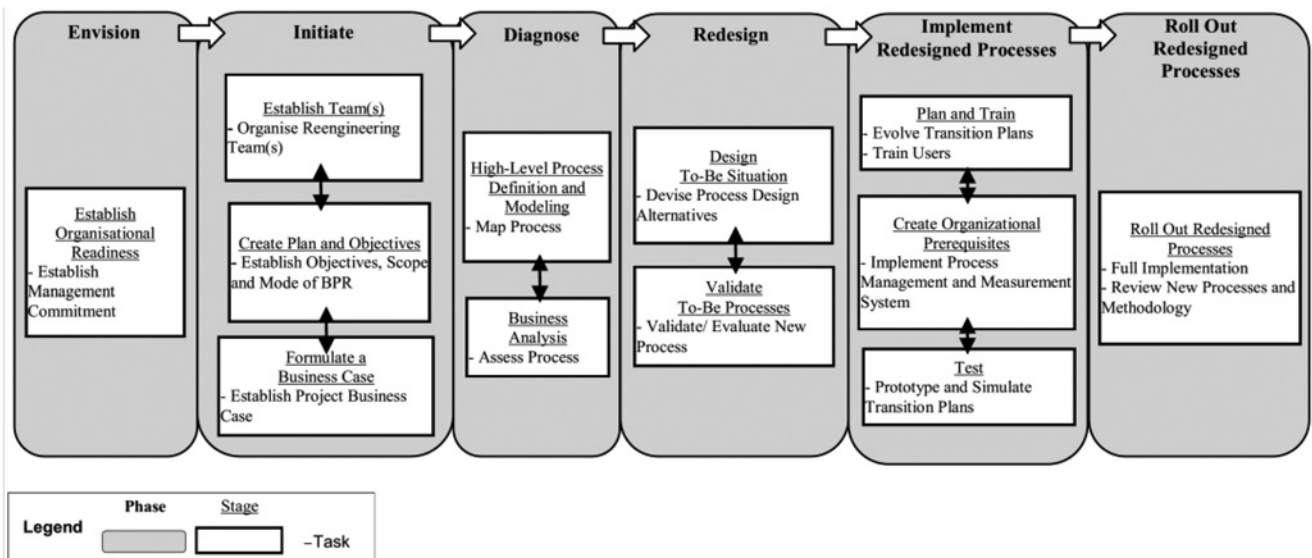 Envision
Establish
Organisational
Readiness
- Establish
Management
Commitment
Initiate
Establish Team(s)
- Organise Reengineering
Team(s)
Create Plan and Objectives
- Establish Objectives, Scope
and Mode of BPR
Formulate a
Business Case
- Establish Project Business
Case
Diagnose
High-Level Process
Definition and
Modeling
- Map Process
Business
Analysis
- Assess Process
Redesign
Design
To-Be Situation
- Devise Process Design
Alternatives
Validate
To-Be Processes
- Validate/ Evaluate New
Process
Implement
Redesigned Processes
Plan and Train
- Evolve Transition Plans
- Train Users
Create Organizational
Prerequisites
- Implement Process
Management and Measurement
System
Test
- Prototype and Simulate
Transition Plans
Roll Out
Redesigned
Processes
Roll Out Redesigned
Processes
- Full Implementation
- Review New Processes and
Methodology
Legend
Phase
Stage
–Task